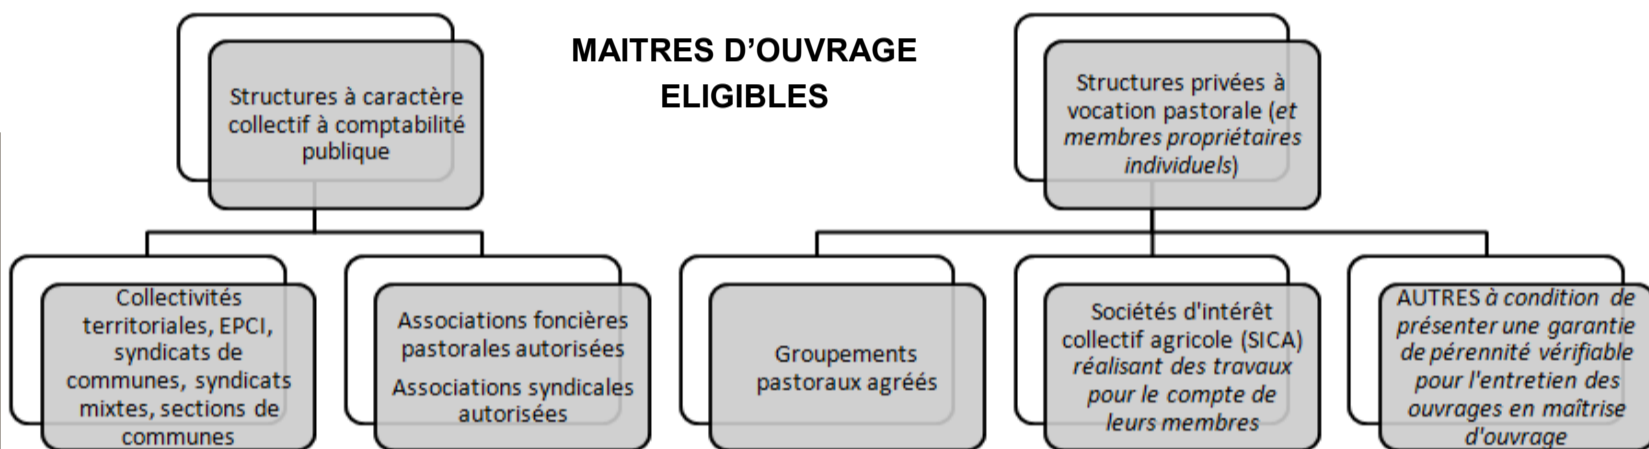 MAITRES D'OUVRAGE
ELIGIBLES
Structures à caractère
collectif à comptabilité
publique
Structures privées à
vocation pastorale (et
membres propriétaires
individuels)
Collectivités
territoriales, EPCI,
syndicats de
communes, syndicats
mixtes, sections de
communes
Associations foncières
pastorales autorisées
Associations syndicales
autorisées
Groupements
pastoraux agréés
Sociétés d'intérêt
collectif agricole (SICA)
réalisant des travaux
pour le compte de
leurs membres
AUTRES à condition de
présenter une garantie
de pérennité vérifiable
pour l'entretien des
ouvrages en maîtrise
d'ouvrage